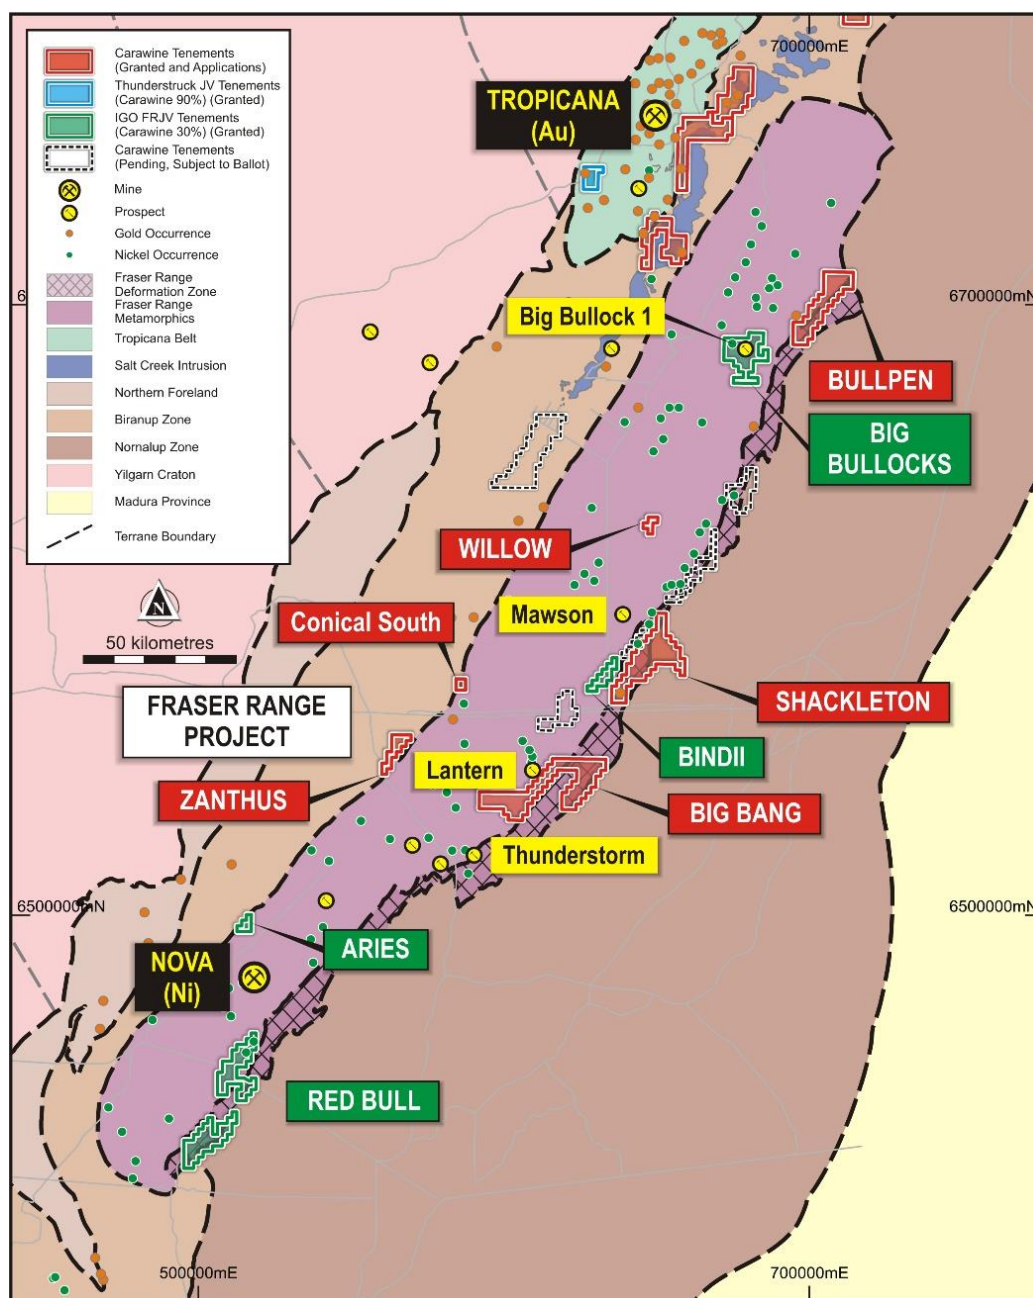 Carawine Tenements
(Granted and Applications)
Thunderstruck JV Tenements
(Carawine 90%) (Granted)
IGO FRJV Tenements
(Carawine 30%) (Granted)
Carawine Tenements
(Pending, Subject to Ballot)
Mine
Prospect
Gold Occurrence
Nickel Occurrence
Fraser Range
Deformation Zone
Fraser Range
Metamorphics
Tropicana Belt
Salt Creek Intrusion
Northern Foreland
Biranup Zone
Nornalup Zone
Yilgarn Craton
Madura Province
Terrane Boundary
700000mE
TROPICANA
(Au)
6700000mN
Big Bullock 1
BULLPEN
BIG
BULLOCKS
WILLOW
N
Mawson
Conical South
50 kilometres
FRASER RANGE
PROJECT
SHACKLETON
BINDII
Lantern
ZANTHUS
BIG BANG
Thunderstorm
6500000mN
6500000mN
ARIES
NOVA
(Ni)
RED BULL
500000mE
700000mE